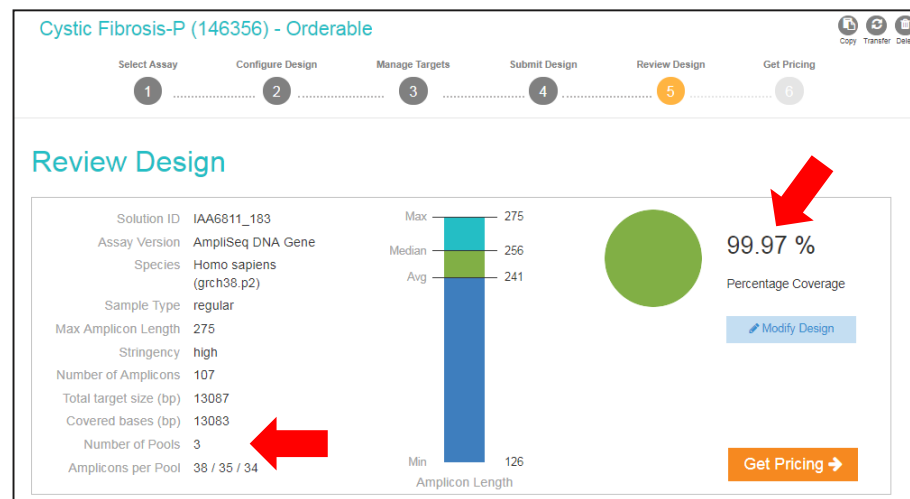 Cystic Fibrosis-P (146356) - Orderable
Copy Transfer Dele
Select Assay Configure Design Manage Targets Submit Design Review Design Get Pricing
1 2 3 4 5 6
Review Design
Solution ID IAA6811_183
Assay Version AmpliSeq DNA Gene
Species Homo sapiens
(grch38.p2)
Sample Type regular
Max Amplicon Length 275
Stringency high
Number of Amplicons 107
Total target size (bp) 13087
Covered bases (bp) 13083
Number of Pools 3
Amplicons per Pool 38 / 35 / 34
Max 275
Median 256
Avg 241
Min 126
Amplicon Length
99.97 %
Percentage Coverage
Modify Design
Get Pricing